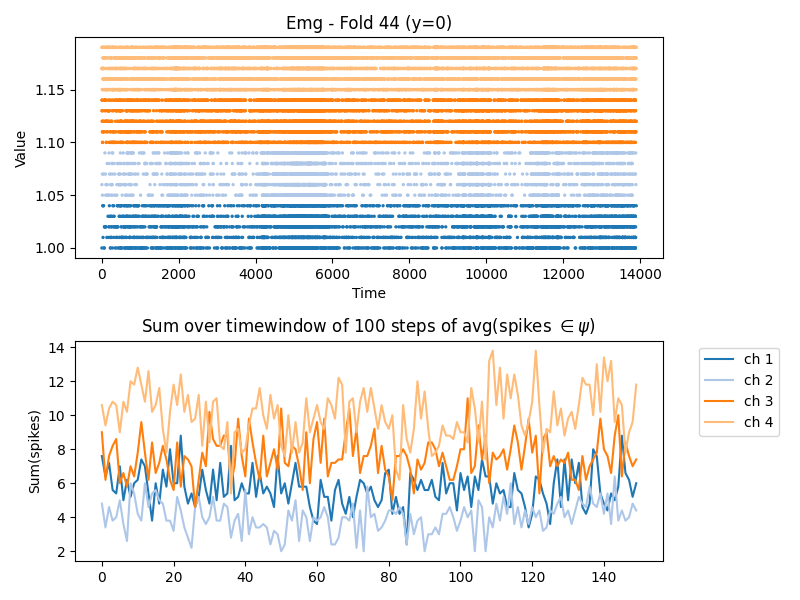 Emg - Fold 44 (y=0)
Value
1.15
1.10
1.05
1.00
0 2000 4000 6000 8000 10000 12000 14000
Time
Sum over timewindow of 100 steps of avg(spikes ∈ψ)
Sum(spikes)
14
12
10
8
6
4
2
0 20 40 60 80 100 120 140
ch 1
ch 2
ch 3
ch 4